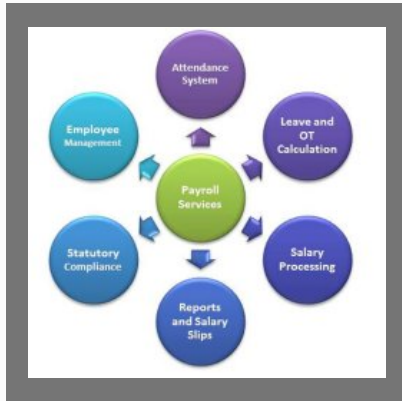 Attendance
System
Leave and
OT
Calculation
Salary
Processing
Reports
and Salary
Slips
Statutory
Compliance
Employee
Management
Payroll
Services